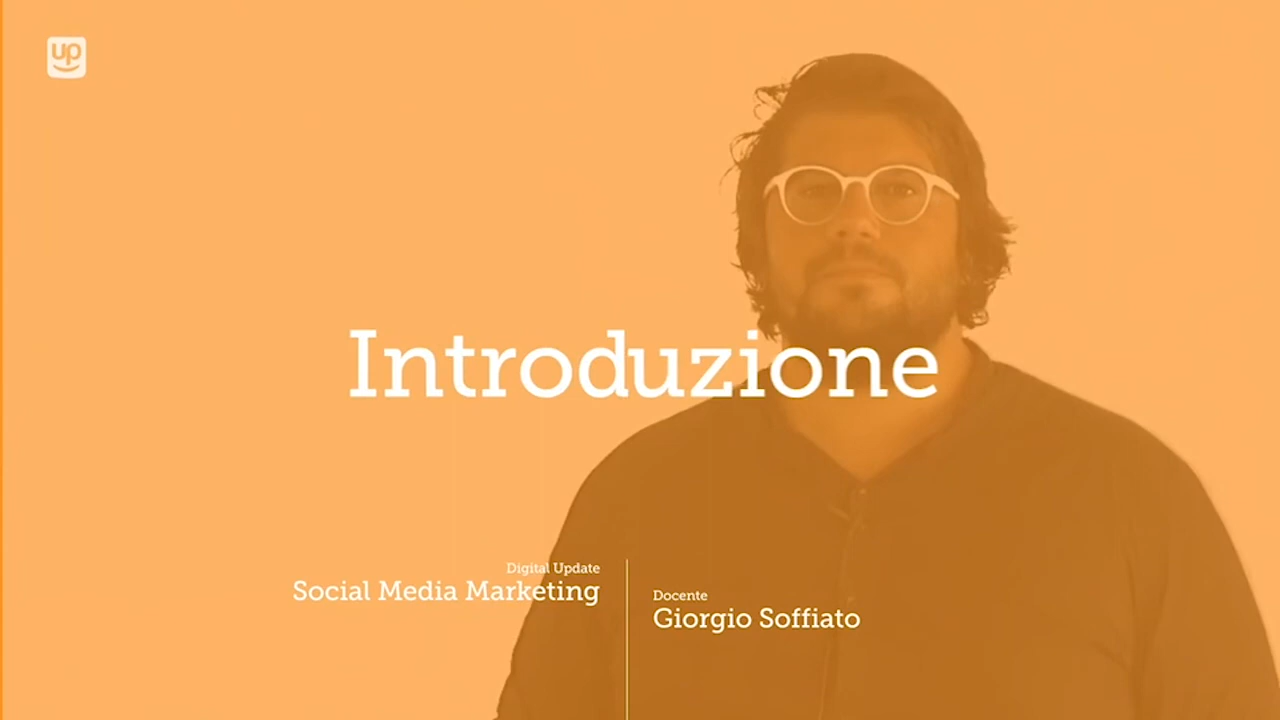 up
Introduzione
Digital Update
Social Media Marketing
Docente
Giorgio Soffiato